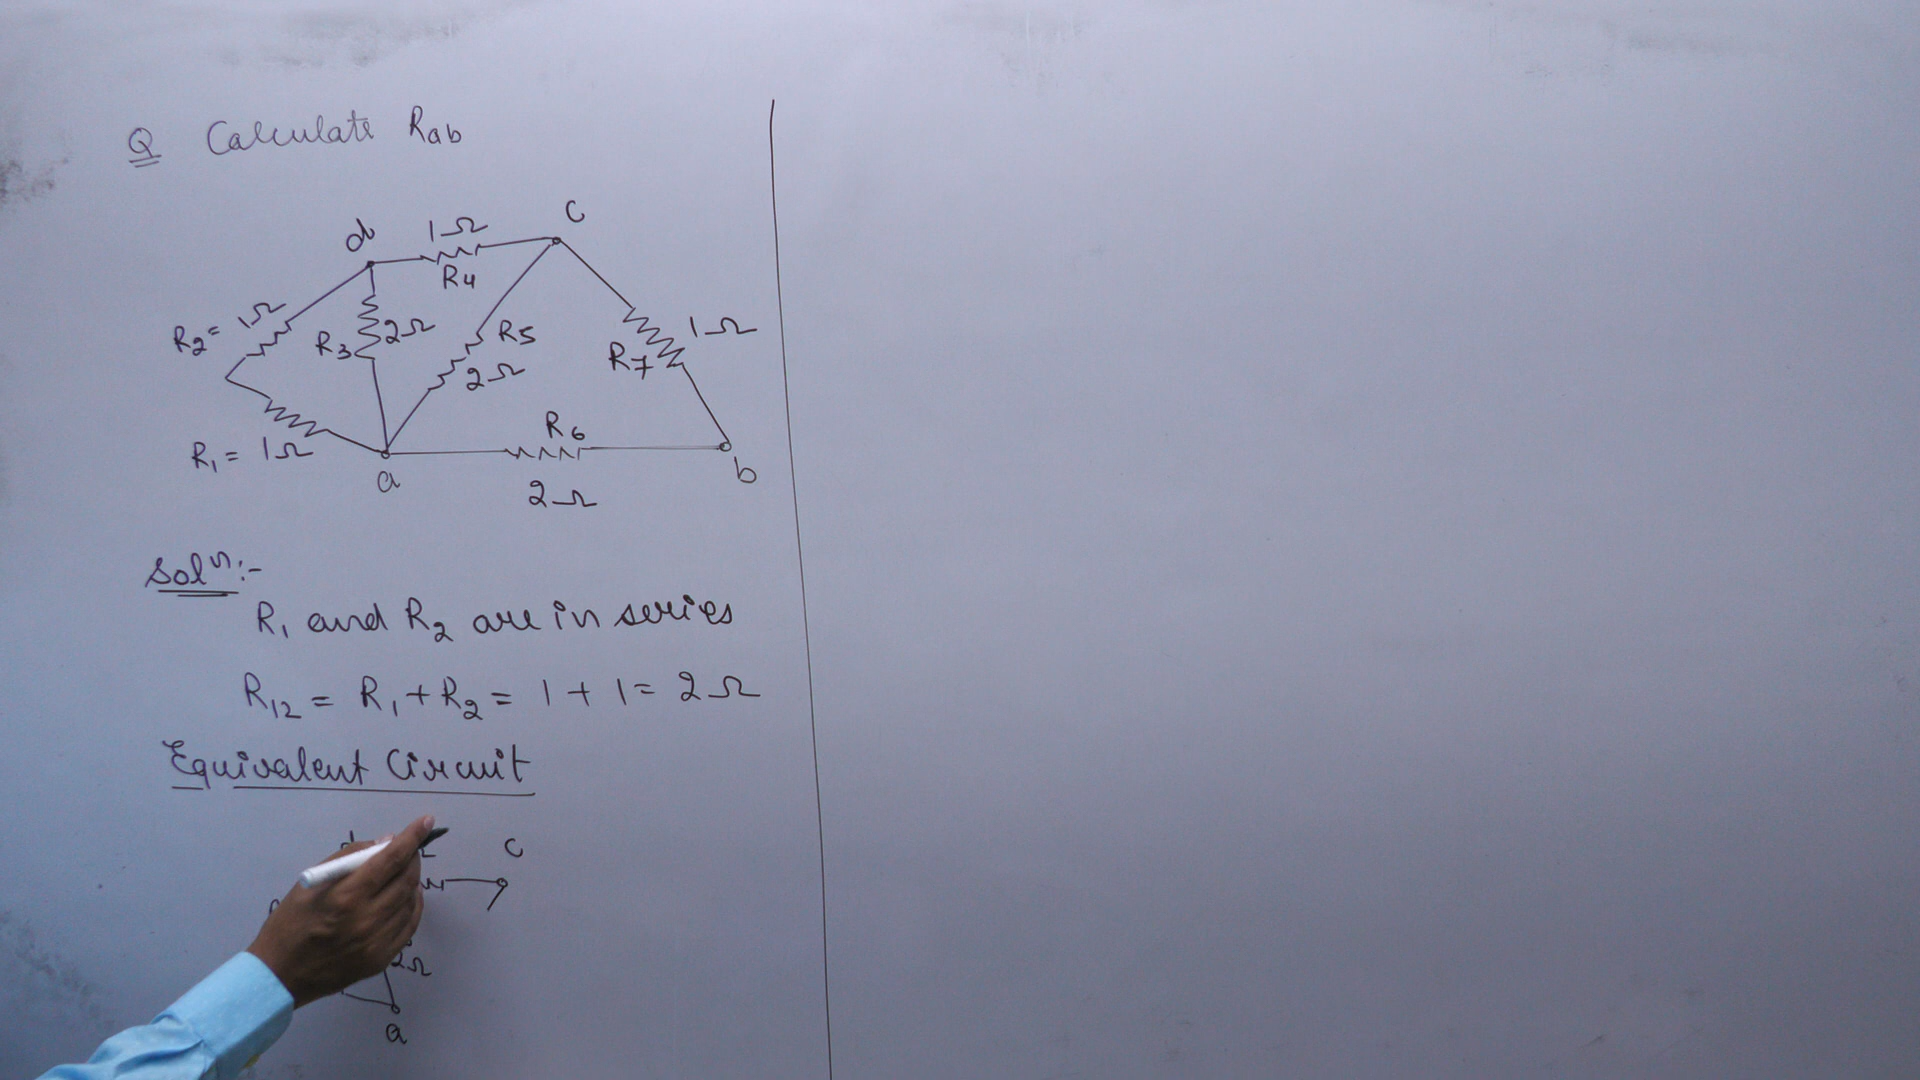 Q Calculate Rab
d
1Ω
c
R4
R2= 1Ω
R3 2Ω
R5
2Ω
R7 1Ω
R1= 1Ω
R6
2Ω
a
b
Solⁿ:-
R1 and R2 are in series
R12 = R1+R2 = 1+1= 2Ω
Equivalent Circuit
c
2Ω
a